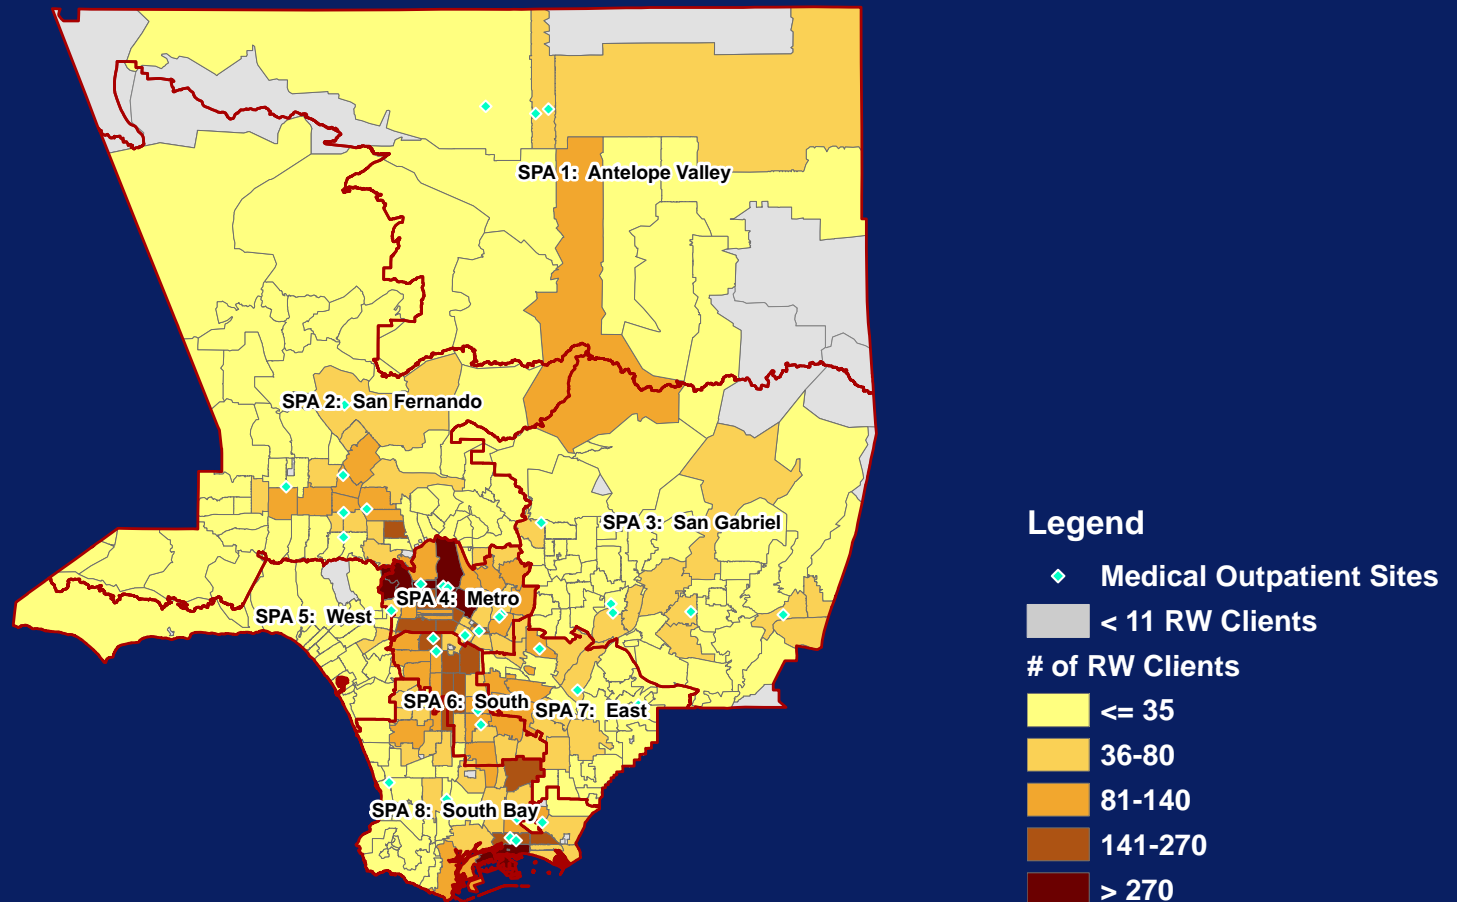 SPA 1:  Antelope Valley
SPA 2:  San Fernando
SPA 3:  San Gabriel
SPA 4:  Metro
SPA 5:  West
SPA 6:  South
SPA 7:  East
SPA 8:  South Bay
Legend
Medical Outpatient Sites
< 11 RW Clients
# of RW Clients
<= 35
36-80
81-140
141-270
> 270